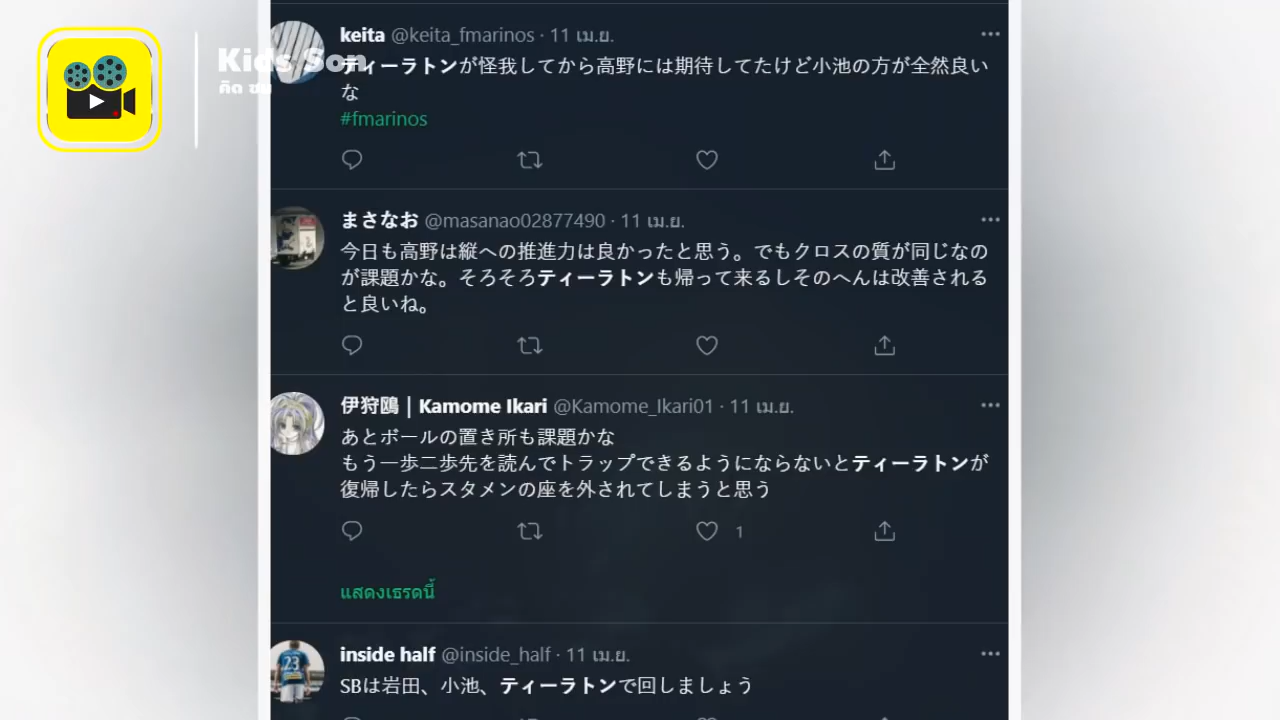 Kids Son
คิด ซน
keita @keita_fmarinos · 11 เม.ย.
ティーラトンが怪我してから高野には期待してたけど小池の方が全然良い
な
#fmarinos
まさなお @masanao02877490 · 11 เม.ย.
今日も高野は縦への推進力は良かったと思う。でもクロスの質が同じなの
が課題かな。そろそろティーラトンも帰って来るしそのへんは改善される
と良いね。
伊狩鷗｜Kamome Ikari @Kamome_Ikari01 · 11 เม.ย.
あとボールの置き所も課題かな
もう一歩二歩先を読んでトラップできるようにならないとティーラトンが
復帰したらスタメンの座を外されてしまうと思う
1
แสดงเธรดนี้
inside half @inside_half · 11 เม.ย.
23
SBは岩田、小池、ティーラトンで回しましょう